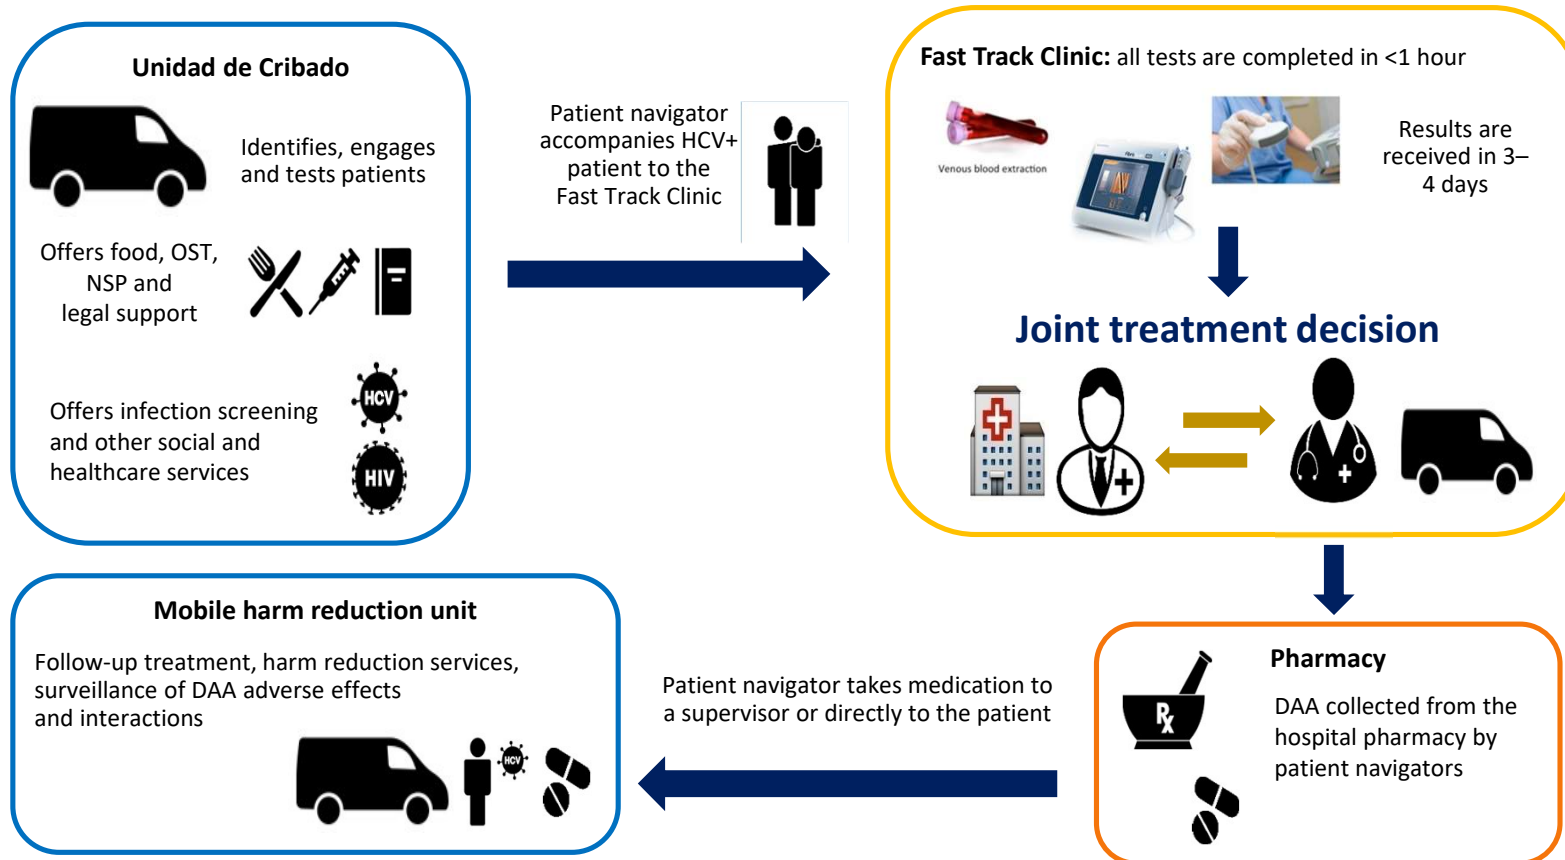 Unidad de Cribado
Identifies, engages
and tests patients
Offers food, OST,
NSP and
legal support
Offers infection screening
and other social and
healthcare services
HCV
HIV
Patient navigator
accompanies HCV+
patient to the
Fast Track Clinic
Fast Track Clinic: all tests are completed in <1 hour
Venous blood extraction
Results are
received in 3–
4 days
Joint treatment decision
Pharmacy
Rx
DAA collected from the
hospital pharmacy by
patient navigators
Patient navigator takes medication to
a supervisor or directly to the patient
Mobile harm reduction unit
Follow-up treatment, harm reduction services,
surveillance of DAA adverse effects
and interactions
HCV